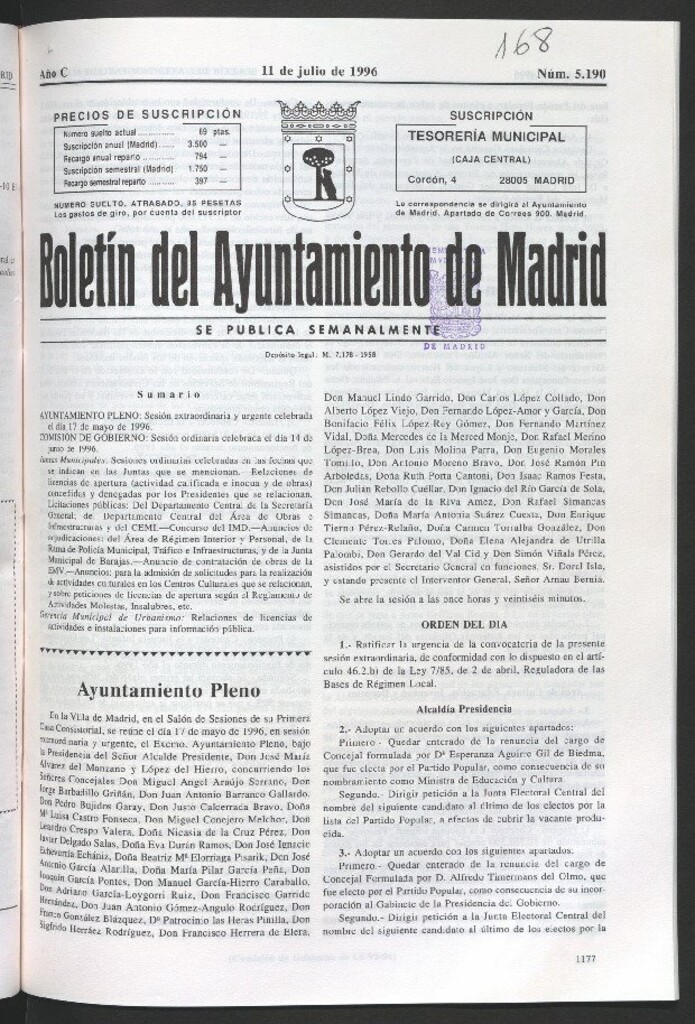 168
Año C
11 de julio de 1996
Núm. 5.190
PRECIOS DE SUSCRIPCIÓN
Número suelto actual ............ 69 ptas.
Suscripción anual (Madrid) ..... 3.500 —
Recargo anual reparto .......... 794 —
Suscripción semestral (Madrid) 1.750 —
Recargo semestral reparto ........... 397 —
NUMERO SUELTO, ATRASADO, 95 PESETAS
Los gastos de giro, por cuenta del suscriptor
SUSCRIPCIÓN
TESORERÍA MUNICIPAL
(CAJA CENTRAL)
Cordón, 4 28005 MADRID
La correspondencia se dirigirá al Ayuntamiento
de Madrid. Apartado de Correos 900. Madrid.
Boletín del Ayuntamiento de Madrid
SE PUBLICA SEMANALMENTE
DE MADRID
Depósito legal: M. 7.178 - 1958
Sumario
AYUNTAMIENTO PLENO: Sesión extraordinaria y urgente celebrada
el día 17 de mayo de 1996.
COMISIÓN DE GOBIERNO: Sesión ordinaria celebrada el día 14 de
junio de 1996.
Juntas Municipales: Sesiones ordinarias celebradas en las fechas que
se indican en las Juntas que se mencionan.—Relaciones de
licencias de apertura (actividad calificada e inocua y de obras)
concedidas y denegadas por los Presidentes que se relacionan.
Licitaciones públicas: Del Departamento Central de la Secretaría
General; de Departamento Central del Área de Obras e
Infraestructuras y del CEMI.—Concurso del IMD.—Anuncios de
adjudicaciones: del Área de Régimen Interior y Personal, de la
Rama de Policía Municipal, Tráfico e Infraestructuras, y de la Junta
Municipal de Barajas.—Anuncio de contratación de obras de la
EMV.—Anuncios: para la admisión de solicitudes para la realización
de actividades culturales en los Centros Culturales que se relacionan,
y sobre peticiones de licencias de apertura según el Reglamento de
Actividades Molestas, Insalubres, etc.
Gerencia Municipal de Urbanismo: Relaciones de licencias de
actividades e instalaciones para información pública.
Ayuntamiento Pleno
En la Villa de Madrid, en el Salón de Sesiones de su Primera
Casa Consistorial, se reúne el día 17 de mayo de 1996, en sesión
extraordinaria y urgente, el Excmo. Ayuntamiento Pleno, bajo
la Presidencia del Señor Alcalde Presidente, Don José María
Álvarez del Manzano y López del Hierro, concurriendo los
Señores Concejales Don Miguel Angel Araújo Serrano, Don
Jorge Barbadillo Griñán, Don Juan Antonio Barranco Gallardo,
Don Pedro Bujidos Garay, Don Justo Calcerrada Bravo, Doña
Mª Luisa Castro Fonseca, Don Miguel Conejero Melchor, Don
Leandro Crespo Valera, Doña Nicasia de la Cruz Pérez, Don
Javier Delgado Salas, Doña Eva Durán Ramos, Don José Ignacio
Echeverría Echániz, Doña Beatriz Mª Elorriaga Pisarik, Don José
Antonio García Alarilla, Doña María Pilar García Peña, Don
Joaquín García Pontes, Don Manuel García-Hierro Caraballo,
Don Adriano García-Loygorri Ruiz, Don Francisco Garrido
Hernández, Don Juan Antonio Gómez-Angulo Rodríguez, Don
Franco González Blázquez, Dª Patrocinio las Heras Pinilla, Don
Sigfrido Herráez Rodríguez, Don Francisco Herrera de Elera,
Don Manuel Lindo Garrido, Don Carlos López Collado, Don
Alberto López Viejo, Don Fernando López-Amor y García, Don
Bonifacio Félix López-Rey Gómez, Don Fernando Martínez
Vidal, Doña Mercedes de la Merced Monje, Don Rafael Merino
López-Brea, Don Luis Molina Parra, Don Eugenio Morales
Tomillo, Don Antonio Moreno Bravo, Don José Ramón Pin
Arboledas, Doña Ruth Porta Cantoni, Don Isaac Ramos Festa,
Don Julián Rebollo Cuéllar, Don Ignacio del Río García de Sola,
Don José María de la Riva Amez, Don Rafael Simancas
Simancas, Doña María Antonia Suárez Cuesta, Don Enrique
Tierno Pérez-Relaño, Doña Carmen Torralba González, Don
Clemente Torres Palomo, Doña Elena Alejandra de Utrilla
Palombi, Don Gerardo del Val Cid y Don Simón Viñals Pérez,
asistidos por el Secretario General en funciones, Sr. Dorel Isla,
y estando presente el Interventor General, Señor Arnau Bernia.
Se abre la sesión a las once horas y veintiséis minutos.
ORDEN DEL DIA
1.- Ratificar la urgencia de la convocatoria de la presente
sesión extraordinaria, de conformidad con lo dispuesto en el artí-
culo 46.2.b) de la Ley 7/85, de 2 de abril, Reguladora de las
Bases de Régimen Local.
Alcaldía Presidencia
2.- Adoptar un acuerdo con los siguientes apartados:
Primero.- Quedar enterado de la renuncia del cargo de
Concejal formulada por Dª Esperanza Aguirre Gil de Biedma,
que fue electa por el Partido Popular, como consecuencia de su
nombramiento como Ministra de Educación y Cultura.
Segundo.- Dirigir petición a la Junta Electoral Central del
nombre del siguiente candidato al último de los electos por la
lista del Partido Popular, a efectos de cubrir la vacante produ-
cida.
3.- Adoptar un acuerdo con los siguientes apartados:
Primero.- Quedar enterado de la renuncia del cargo de
Concejal Formulada por D. Alfredo Timermans del Olmo, que
fue electo por el Partido Popular, como consecuencia de su incor-
poración al Gabinete de la Presidencia del Gobierno.
Segundo.- Dirigir petición a la Junta Electoral Central del
nombre del siguiente candidato al último de los electos por la
1177